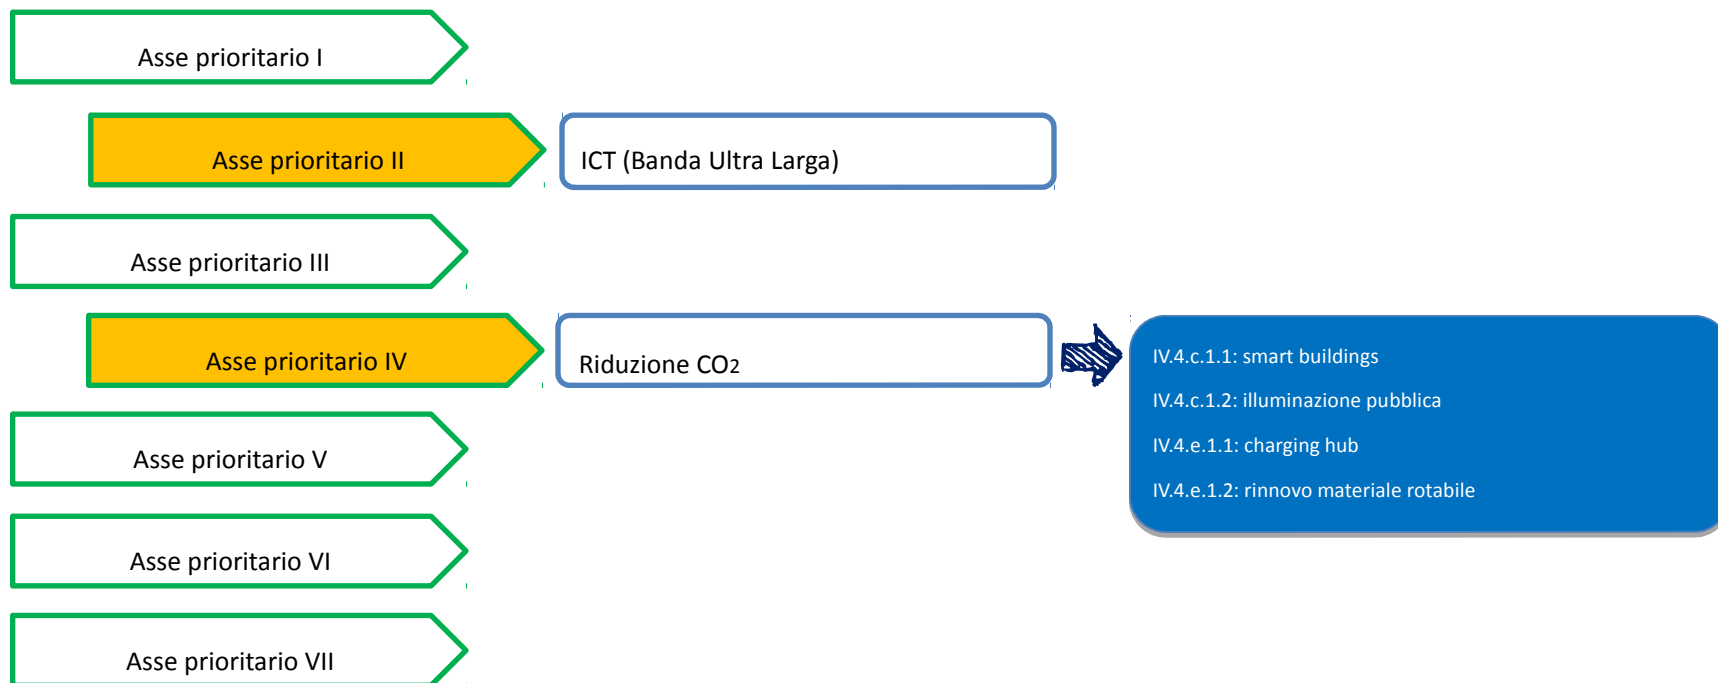 Asse prioritario I
Asse prioritario II
ICT (Banda Ultra Larga)
Asse prioritario III
Asse prioritario IV
Riduzione CO2
IV.4.c.1.1: smart buildings
IV.4.c.1.2: illuminazione pubblica
IV.4.e.1.1: charging hub
IV.4.e.1.2: rinnovo materiale rotabile
Asse prioritario V
Asse prioritario VI
Asse prioritario VII